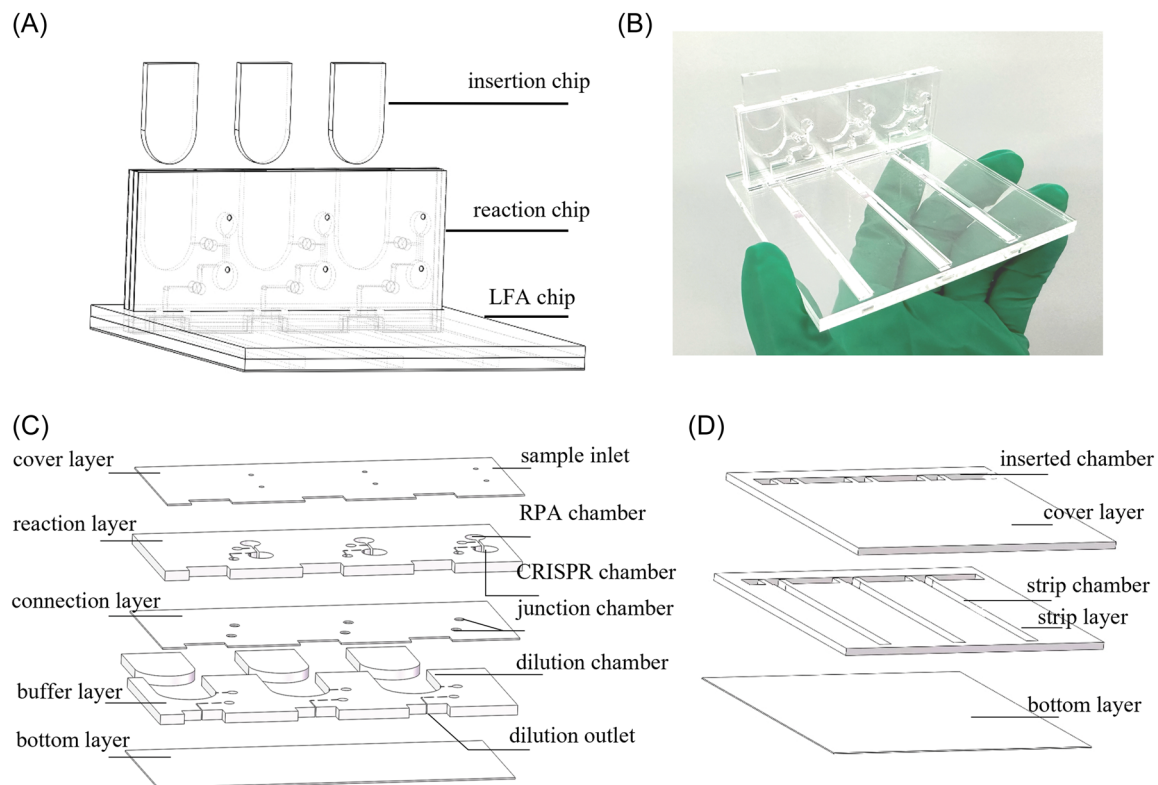 (A)
insertion chip
reaction chip
LFA chip
(B)
(C)
cover layer
sample inlet
reaction layer
RPA chamber
CRISPR chamber
connection layer
junction chamber
dilution chamber
buffer layer
bottom layer
dilution outlet
(D)
inserted chamber
cover layer
strip chamber
strip layer
bottom layer